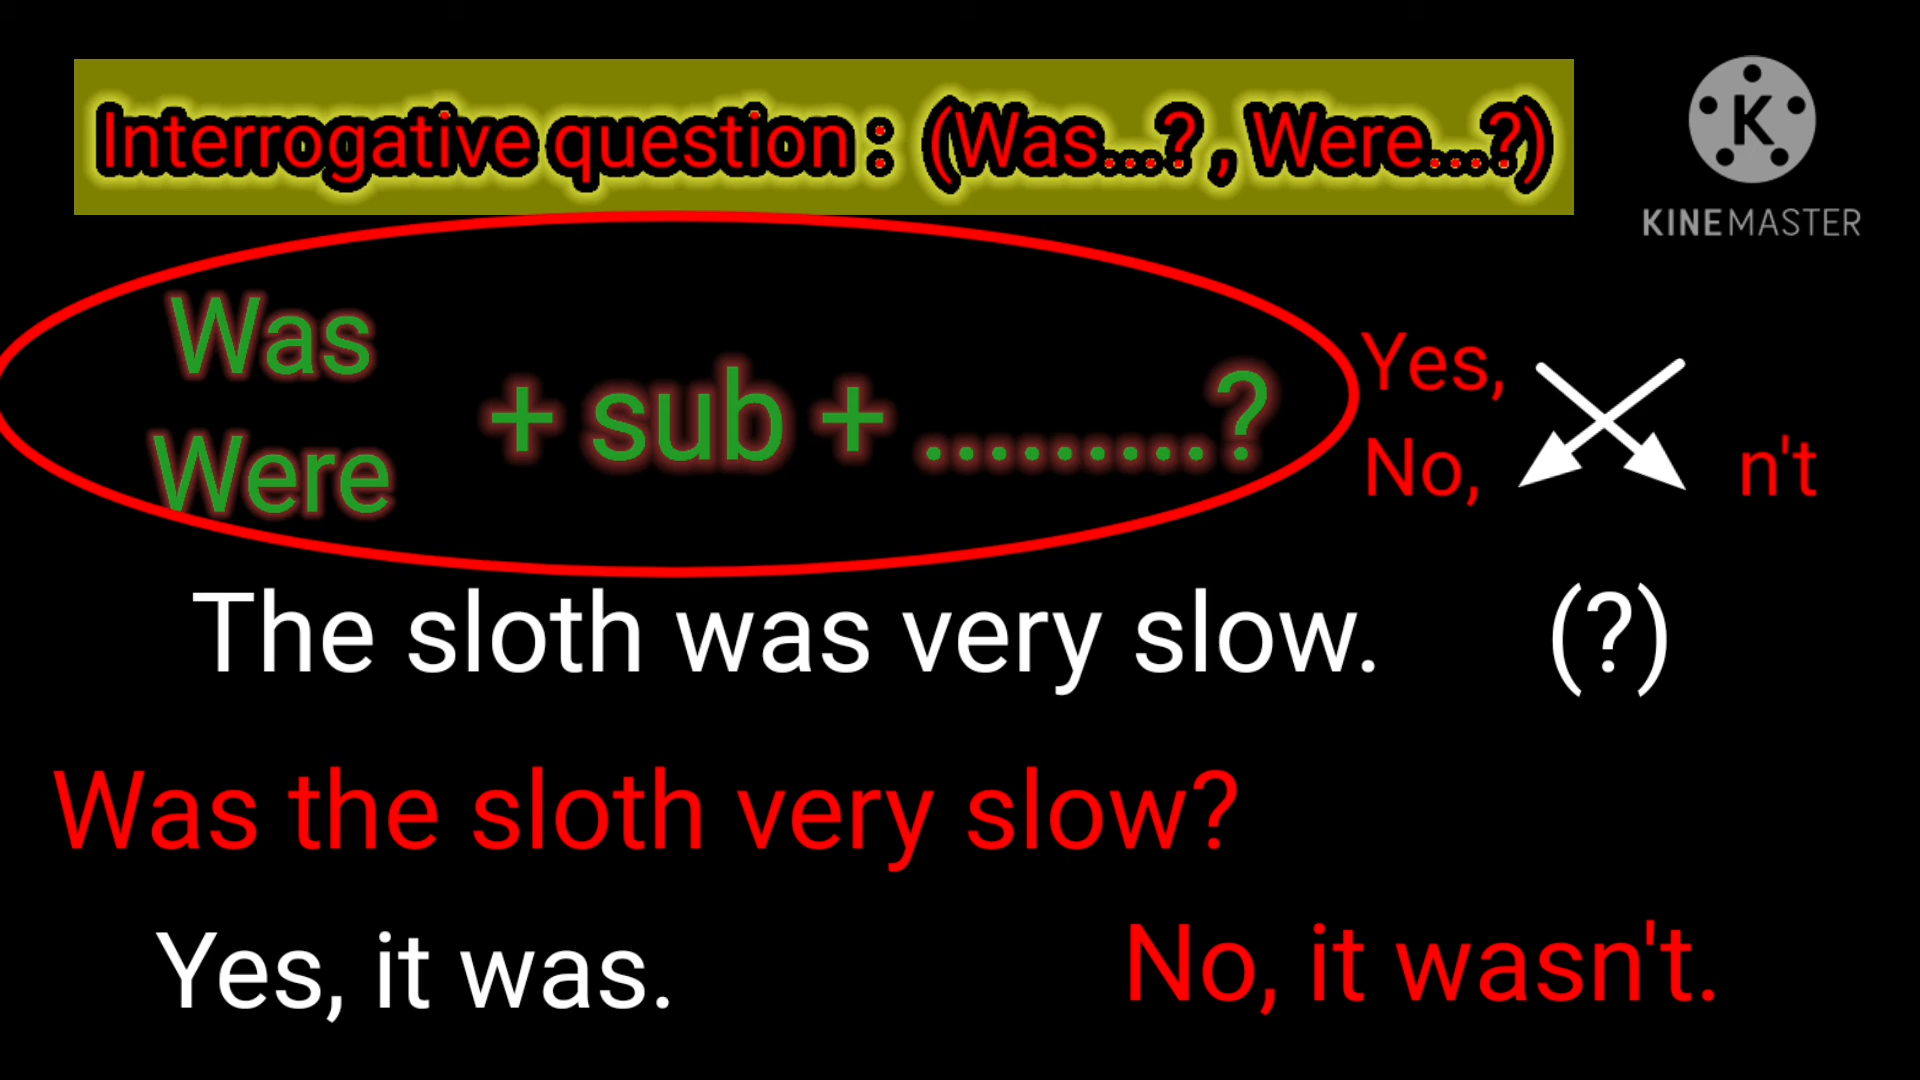 Interrogative question : (Was...? , Were...?)
KINEMASTER
Was
Were
+ sub + .........?
Yes,
No, n't
The sloth was very slow. (?)
Was the sloth very slow?
Yes, it was. No, it wasn't.